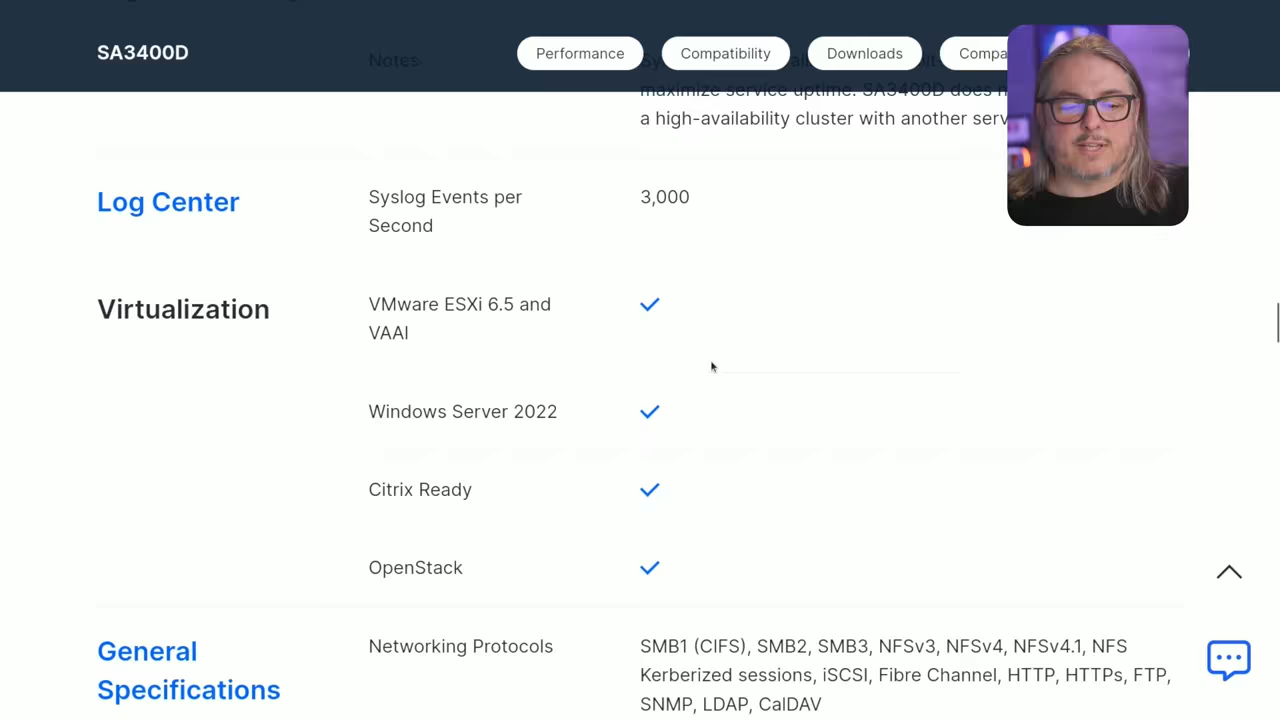 SA3400D
Performance
Compatibility
Downloads
Compa
Notes
maximize service uptime. SA3400D does
a high-availability cluster with another serv
Log Center
Syslog Events per
Second
3,000
Virtualization
VMware ESXi 6.5 and
VAAI
Windows Server 2022
Citrix Ready
OpenStack
General
Specifications
Networking Protocols
SMB1 (CIFS), SMB2, SMB3, NFSv3, NFSv4, NFSv4.1, NFS
Kerberized sessions, iSCSI, Fibre Channel, HTTP, HTTPs, FTP,
SNMP, LDAP, CalDAV